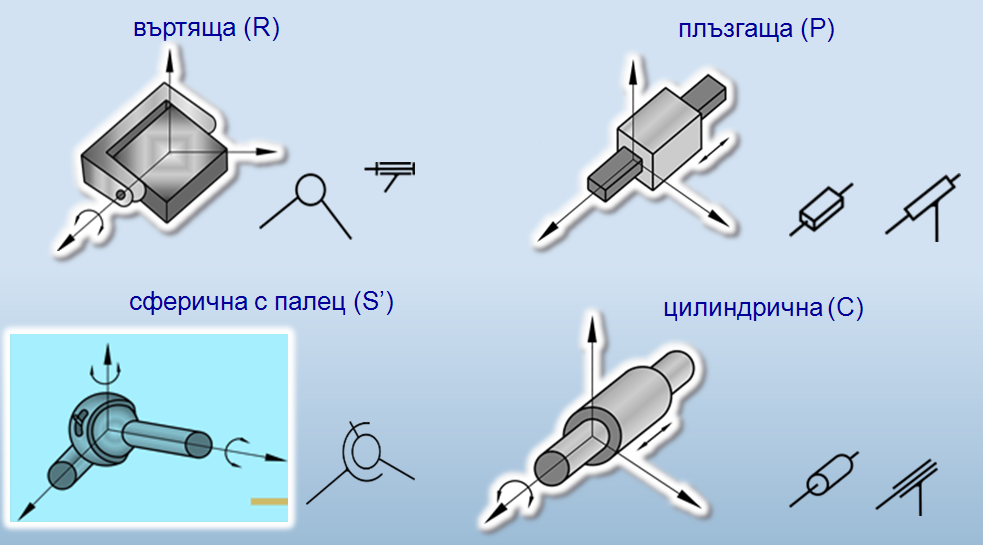 въртяща (R)
плъзгаща (P)
сферична с палец (S’)
цилиндрична (C)